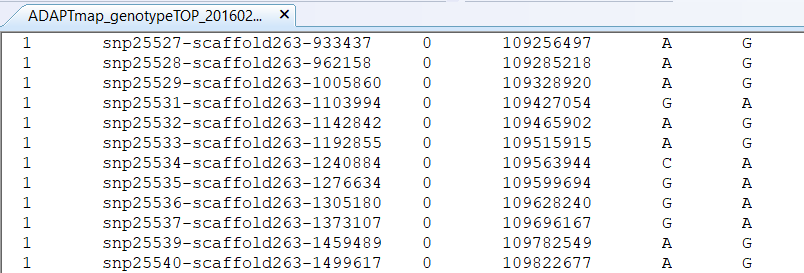 ADAPTmap_genotypeTOP_201602... ×
1 snp25527-scaffold263-933437 0 109256497 A G
1 snp25528-scaffold263-962158 0 109285218 A G
1 snp25529-scaffold263-1005860 0 109328920 A G
1 snp25531-scaffold263-1103994 0 109427054 G A
1 snp25532-scaffold263-1142842 0 109465902 A G
1 snp25533-scaffold263-1192855 0 109515915 A G
1 snp25534-scaffold263-1240884 0 109563944 C A
1 snp25535-scaffold263-1276634 0 109599694 G A
1 snp25536-scaffold263-1305180 0 109628240 G A
1 snp25537-scaffold263-1373107 0 109696167 G A
1 snp25539-scaffold263-1459489 0 109782549 A G
1 snp25540-scaffold263-1499617 0 109822677 A G